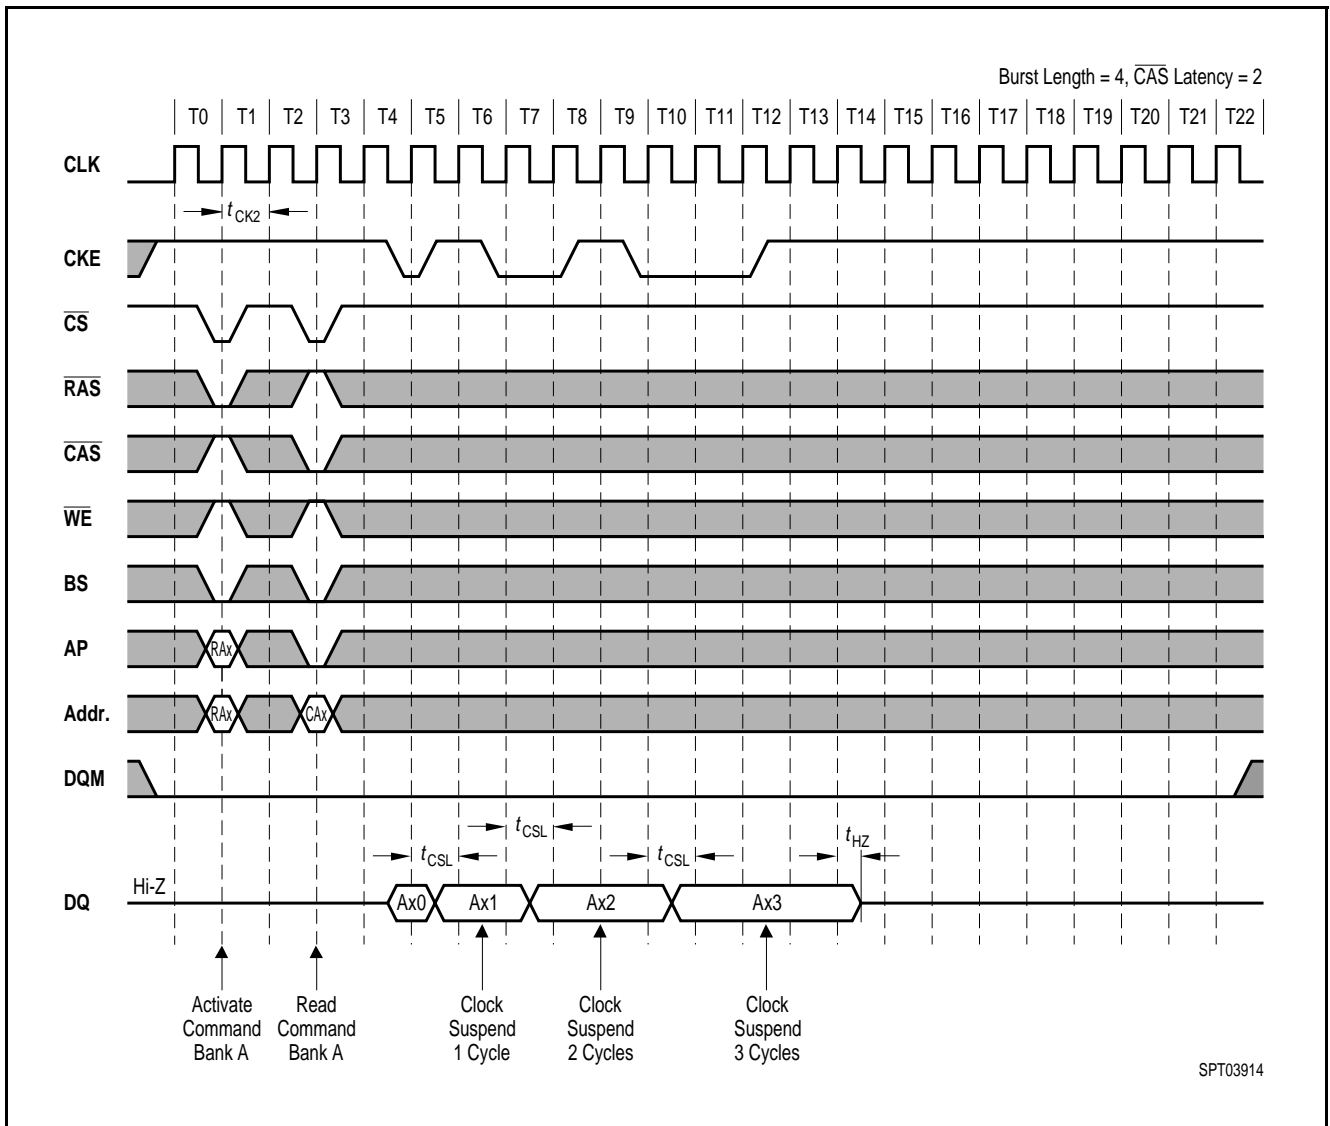 Burst Length = 4, CAS Latency = 2
T0 T1 T2 T3 T4 T5 T6 T7 T8 T9 T10 T11 T12 T13 T14 T15 T16 T17 T18 T19 T20 T21 T22
CLK
tCK2
CKE
CS
RAS
CAS
WE
BS
AP RAx
Addr. RAx CAx
DQM
tCSL tCSL tCSL tHZ
DQ Hi-Z Ax0 Ax1 Ax2 Ax3
Activate Command Bank A
Read Command Bank A
Clock Suspend 1 Cycle
Clock Suspend 2 Cycles
Clock Suspend 3 Cycles
SPT03914